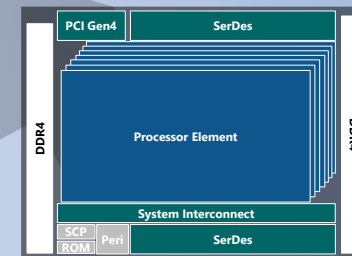 PCI Gen4
SerDes
DDR4
Processor Element
System Interconnect
SCP
ROM
Peri
SerDes